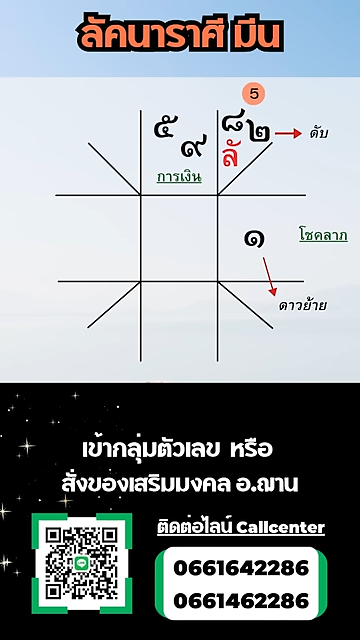 ลัคนาราศี มีน
5
๕
๙
๘
๒
ลั
ดับ
การเงิน
๑
โชคลาภ
ดาวย้าย
เข้ากลุ่มตัวเลข หรือ
สั่งของเสริมมงคล อ.ฌาน
ติดต่อไลน์ Callcenter
0661642286
0661462286